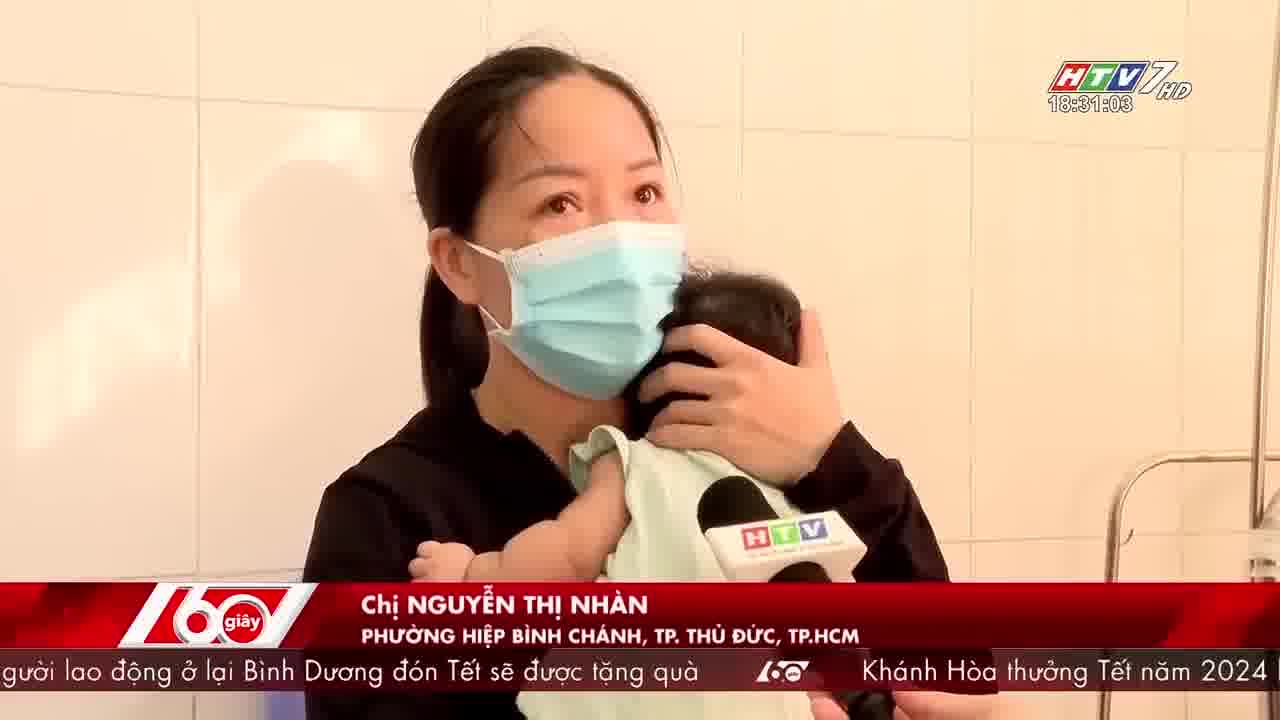 HTV7 HD
18:31:03
HTV
60 giây
Chị NGUYỄN THỊ NHÀN
PHƯỜNG HIỆP BÌNH CHÁNH, TP. THỦ ĐỨC, TP.HCM
gười lao động ở lại Bình Dương đón Tết sẽ được tặng quà 60 giây Khánh Hòa thưởng Tết năm 2024